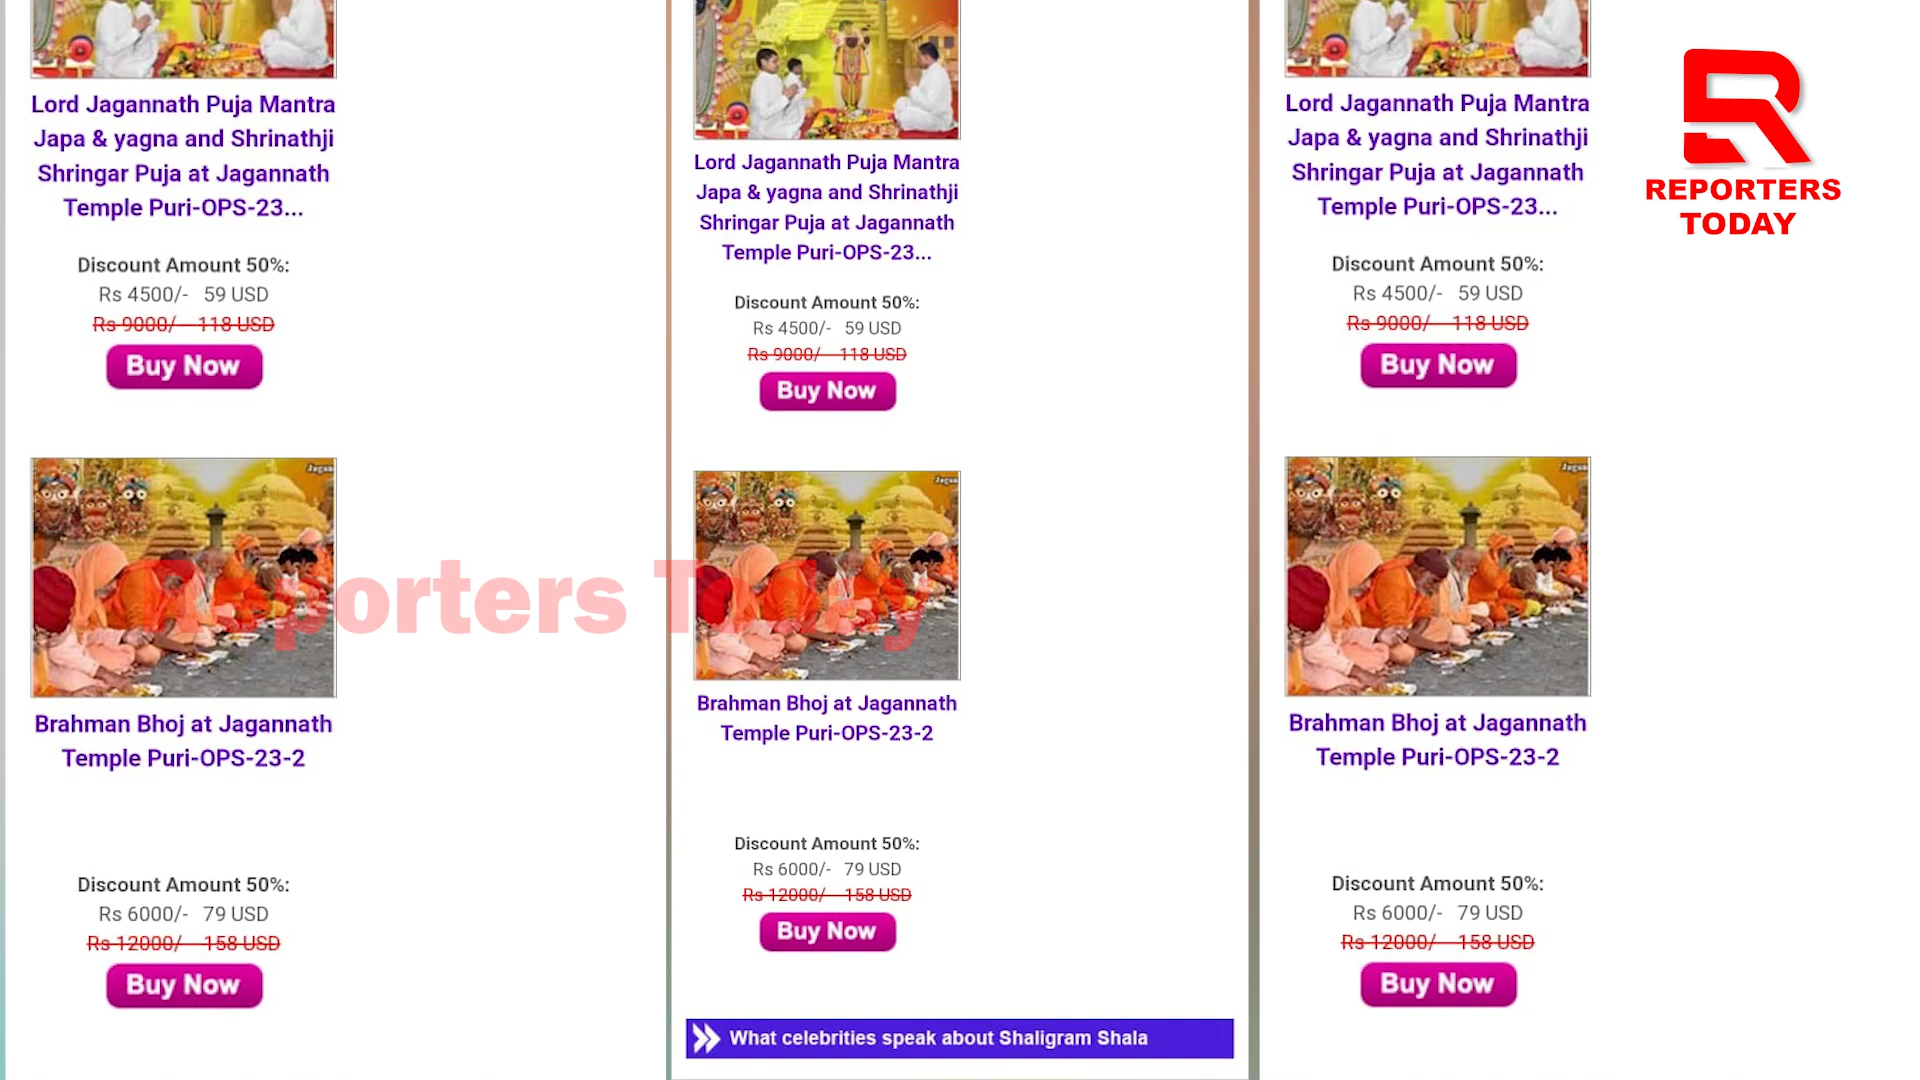 Lord Jagannath Puja Mantra
Japa & yagna and Shrinathji
Shringar Puja at Jagannath
Temple Puri-OPS-23...
Discount Amount 50%:
Rs 4500/- 59 USD
Rs 9000/- 118 USD
Buy Now
Brahman Bhoj at Jagannath
Temple Puri-OPS-23-2
Discount Amount 50%:
Rs 6000/- 79 USD
Rs 12000/- 158 USD
Buy Now
Lord Jagannath Puja Mantra
Japa & yagna and Shrinathji
Shringar Puja at Jagannath
Temple Puri-OPS-23...
Discount Amount 50%:
Rs 4500/- 59 USD
Rs 9000/- 118 USD
Buy Now
Brahman Bhoj at Jagannath
Temple Puri-OPS-23-2
Discount Amount 50%:
Rs 6000/- 79 USD
Rs 12000/- 158 USD
Buy Now
What celebrities speak about Shaligram Shala
Lord Jagannath Puja Mantra
Japa & yagna and Shrinathji
Shringar Puja at Jagannath
Temple Puri-OPS-23...
Discount Amount 50%:
Rs 4500/- 59 USD
Rs 9000/- 118 USD
Buy Now
Brahman Bhoj at Jagannath
Temple Puri-OPS-23-2
Discount Amount 50%:
Rs 6000/- 79 USD
Rs 12000/- 158 USD
Buy Now
REPORTERS
TODAY
Reporters Today